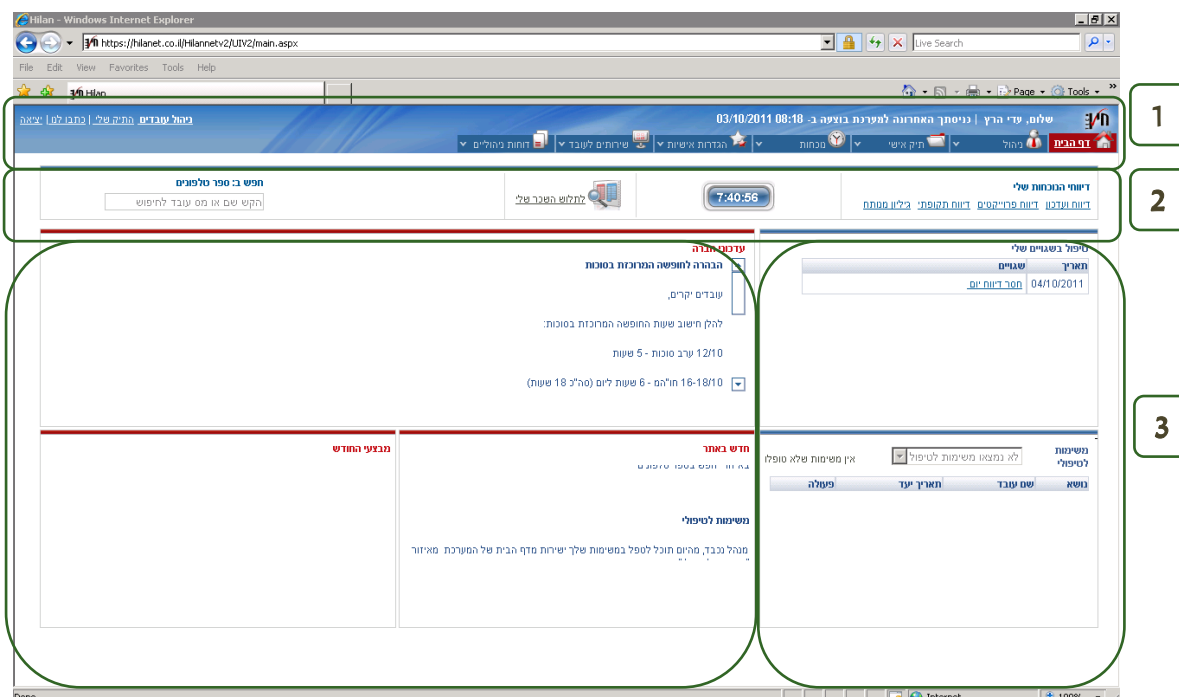 Hilan - Windows Internet Explorer
https://hilanet.co.il/Hilannetv2/UIV2/main.aspx
Live Search
File Edit View Favorites Tools Help
Hilan
Page Tools
1
שלום, עדי הרץ | כניסתך האחרונה למערכת בוצעה ב- 03/10/2011 08:18
ניהול עובדים התיק שלי | כתבו לנו | יציאה
דף הבית
ניהול
תיק אישי
נוכחות
הגדרות אישיות
שירותים לעובד
דוחות ניהוליים
2
דיווחי הנוכחות שלי
דיווח ועדכון דיווח פרוייקטים דיווח תקופתי גיליון מנותח
7:40:56
לתלוש השכר שלי
חפש ב: ספר טלפונים
הקש שם או מס עובד לחיפוש
3
טיפול בשגויים שלי
תאריך שגויים
04/10/2011 חסר דיווח יום
עדכוני חברה
הבהרה לחופשה המרוכזת בסוכות
עובדים יקרים,
להלן חישוב שעות החופשה המרוכזת בסוכות:
12/10 ערב סוכות - 5 שעות
16-18/10 חו"המ - 6 שעות ליום (סה"כ 18 שעות)
משימות לטיפולי
לא נמצאו משימות לטיפול
אין משימות שלא טופלו
נושא שם עובד תאריך יעד פעולה
חדש באתר
משימות לטיפולי
מנהל נכבד, מהיום תוכל לטפל במשימות שלך ישירות מדף הבית של המערכת מאיזור
מבצעי החודש
Done
Internet
100%